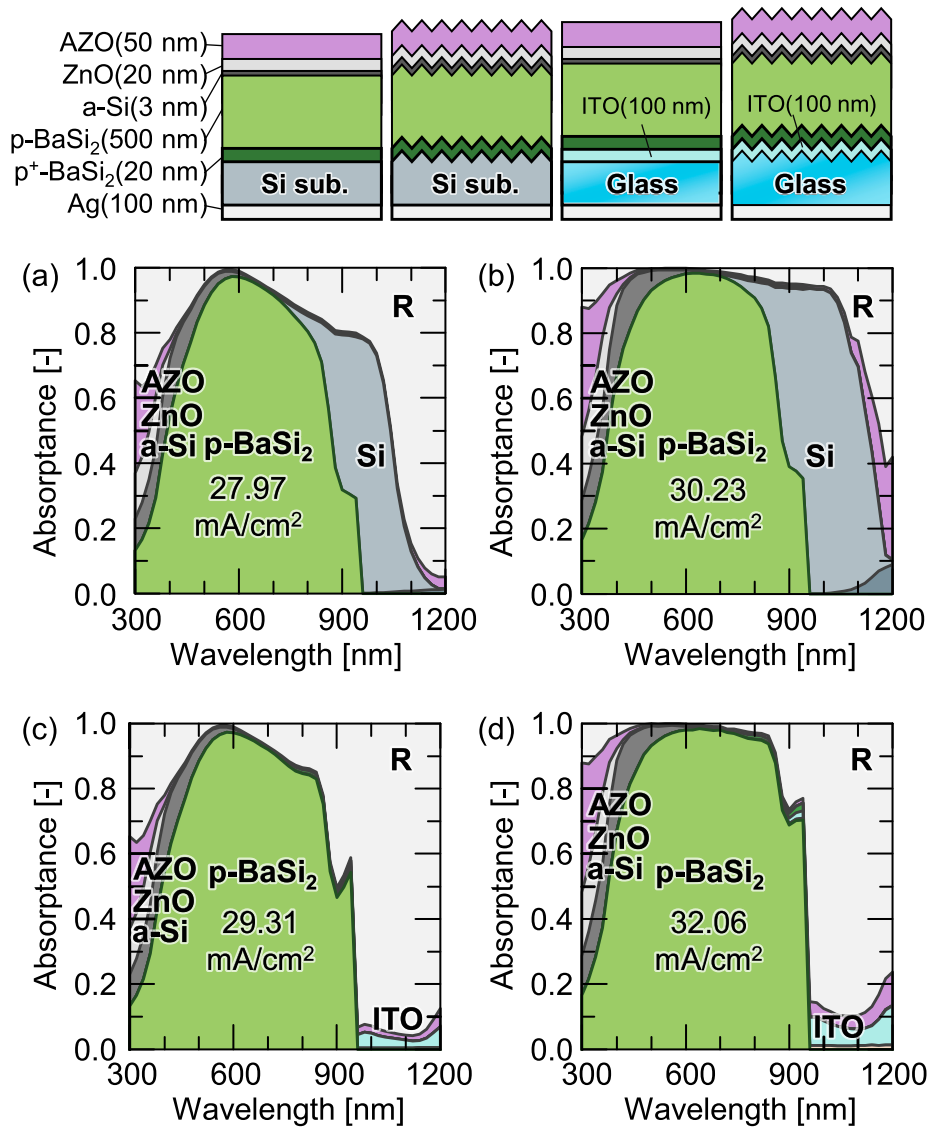 AZO(50 nm)
ZnO(20 nm)
a-Si(3 nm)
p-BaSi₂(500 nm)
p⁺-BaSi₂(20 nm)
Ag(100 nm)
Si sub.
Si sub.
ITO(100 nm)
Glass
ITO(100 nm)
Glass
(a)
Absorptance [-]
1.0
0.8
0.6
0.4
0.2
0.0
R
AZO
ZnO
a-Si
p-BaSi₂
27.97
mA/cm²
Si
300 600 900 1200
Wavelength [nm]
(b)
Absorptance [-]
1.0
0.8
0.6
0.4
0.2
0.0
R
AZO
ZnO
a-Si
p-BaSi₂
30.23
mA/cm²
Si
300 600 900 1200
Wavelength [nm]
(c)
Absorptance [-]
1.0
0.8
0.6
0.4
0.2
0.0
R
AZO
ZnO
a-Si
p-BaSi₂
29.31
mA/cm²
ITO
300 600 900 1200
Wavelength [nm]
(d)
Absorptance [-]
1.0
0.8
0.6
0.4
0.2
0.0
R
AZO
ZnO
a-Si
p-BaSi₂
32.06
mA/cm²
ITO
300 600 900 1200
Wavelength [nm]